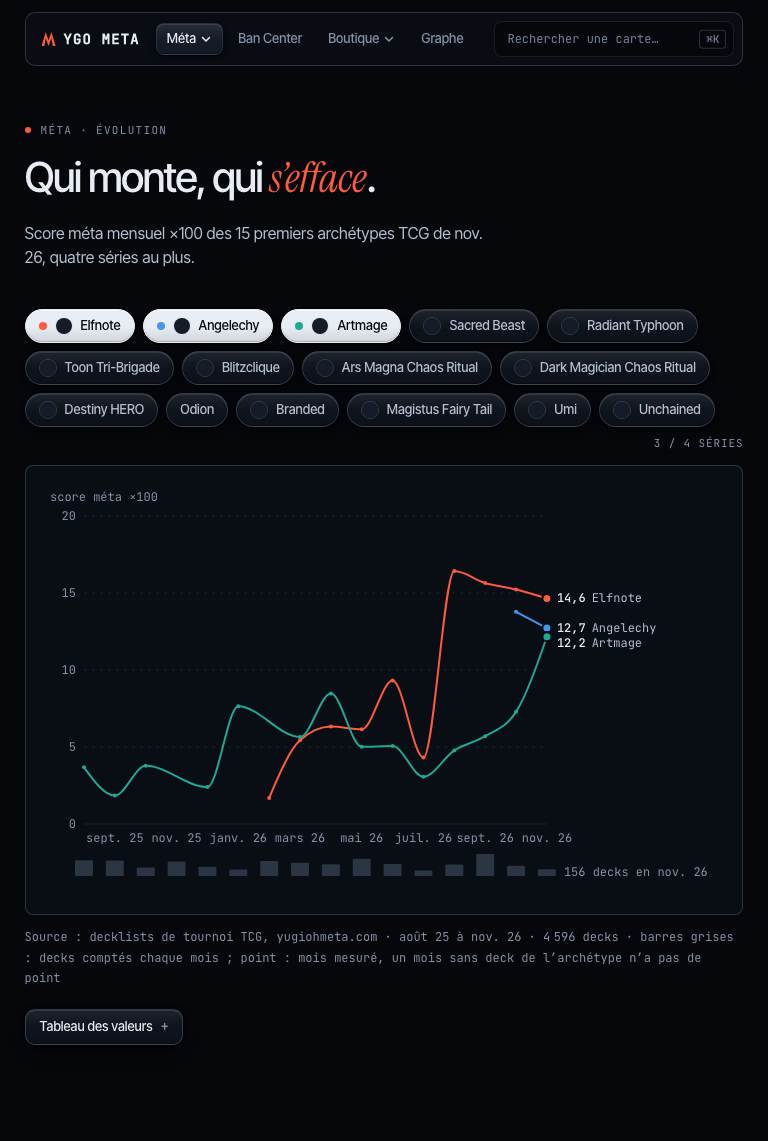 YGO META Méta Ban Center Boutique Graphe Rechercher une carte… ⌘K
MÉTA · ÉVOLUTION
Qui monte, qui s’efface.
Score méta mensuel ×100 des 15 premiers archétypes TCG de nov.
26, quatre séries au plus.
Elfnote Angelechy Artmage Sacred Beast Radiant Typhoon
Toon Tri-Brigade Blitzclique Ars Magna Chaos Ritual Dark Magician Chaos Ritual
Destiny HERO Odion Branded Magistus Fairy Tail Umi Unchained
3 / 4 SÉRIES
score méta ×100
20
15
14,6 Elfnote
12,7 Angelechy
12,2 Artmage
10
5
0
sept. 25 nov. 25 janv. 26 mars 26 mai 26 juil. 26 sept. 26 nov. 26
156 decks en nov. 26
Source : decklists de tournoi TCG, yugiohmeta.com · août 25 à nov. 26 · 4 596 decks · barres grises
: decks comptés chaque mois ; point : mois mesuré, un mois sans deck de l’archétype n’a pas de
point
Tableau des valeurs +